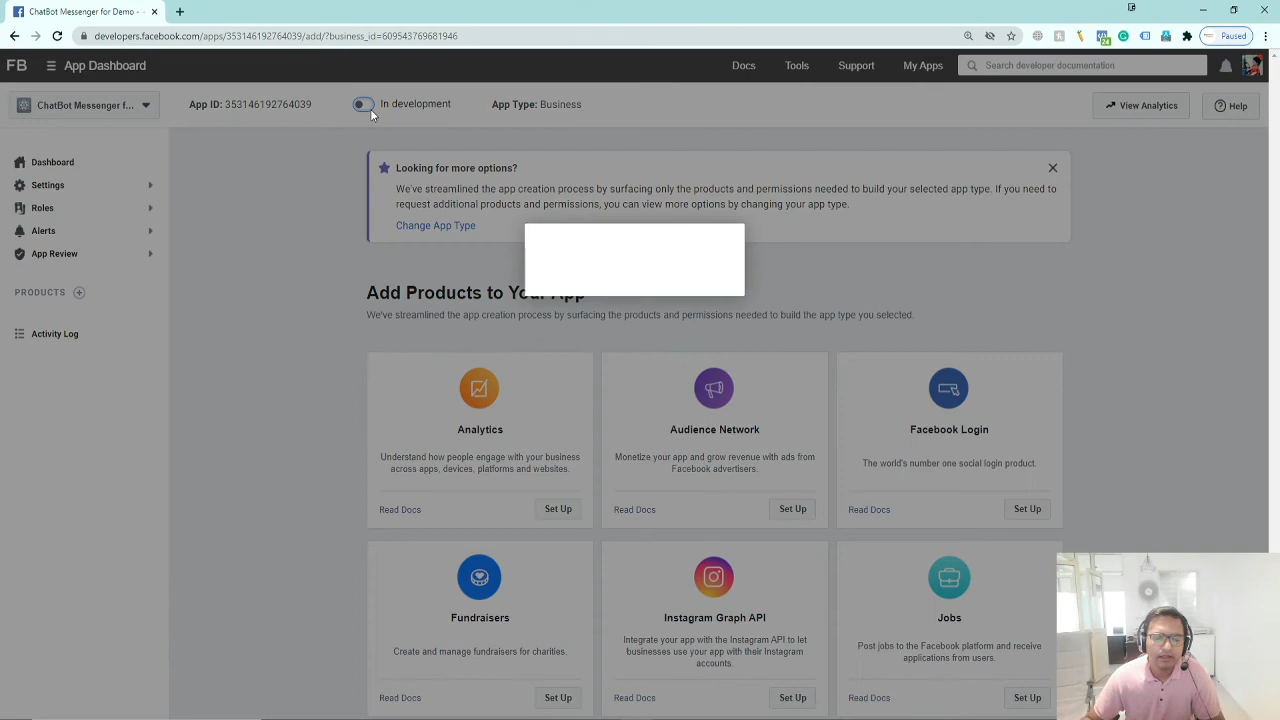 ChatBot Messenger for Demo -
developers.facebook.com/apps/353146192764039/add/?business_id=609543769681946
24
Paused
FB
App Dashboard
Docs
Tools
Support
My Apps
Search developer documentation
ChatBot Messenger f...
App ID: 353146192764039
In development
App Type: Business
View Analytics
Help
Dashboard
Settings
Roles
Alerts
App Review
PRODUCTS
Activity Log
Looking for more options?
We've streamlined the app creation process by surfacing only the products and permissions needed to build your selected app type. If you need to
request additional products and permissions, you can view more options by changing your app type.
Change App Type
Add Products to Your App
We've streamlined the app creation process by surfacing the products and permissions needed to build the app type you selected.
Analytics
Understand how people engage with your business
across apps, devices, platforms and websites.
Read Docs
Set Up
Audience Network
Monetize your app and grow revenue with ads from
Facebook advertisers.
Read Docs
Set Up
Facebook Login
The world's number one social login product.
Read Docs
Set Up
Fundraisers
Create and manage fundraisers for charities.
Read Docs
Set Up
Instagram Graph API
Integrate your app with the Instagram API to let
businesses use your app with their Instagram
accounts.
Read Docs
Set Up
Jobs
Post jobs to the Facebook platform and receive
applications from users.
Read Docs
Set Up